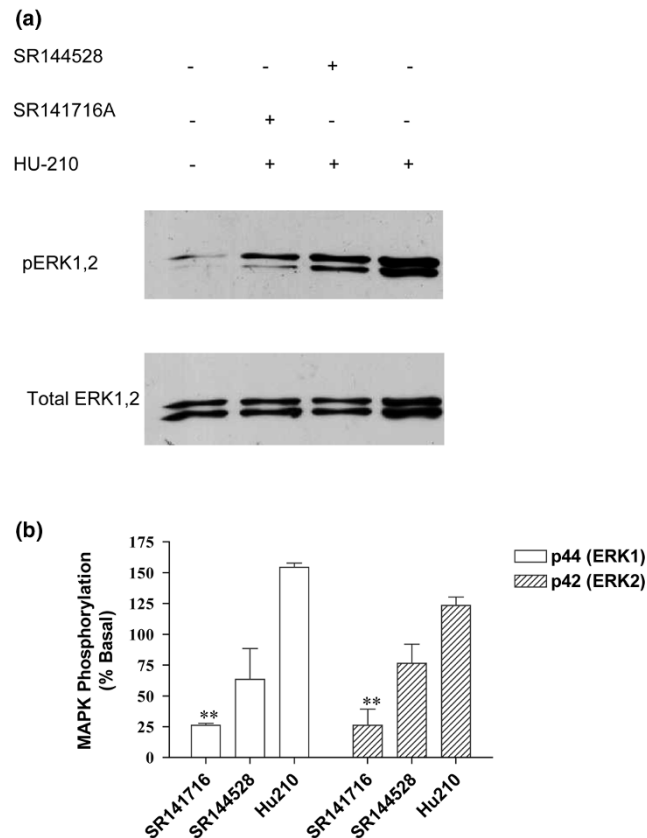 (a)
SR144528 - - + -
SR141716A - + - -
HU-210 - + + +
pERK1,2
Total ERK1,2
(b)
MAPK Phosphorylation
(% Basal)
175
150
125
100
75
50
25
0
**
**
SR141716
SR144528
Hu210
SR141716
SR144528
Hu210
p44 (ERK1)
p42 (ERK2)